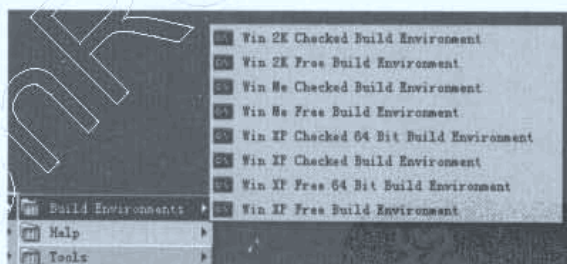 Win 2K Checked Build Environment
Win 2K Free Build Environment
Win Me Checked Build Environment
Win Me Free Build Environment
Win XP Checked 64 Bit Build Environment
Win XP Checked Build Environment
Win XP Free 64 Bit Build Environment
Win XP Free Build Environment
Build Environments
Help
Tools